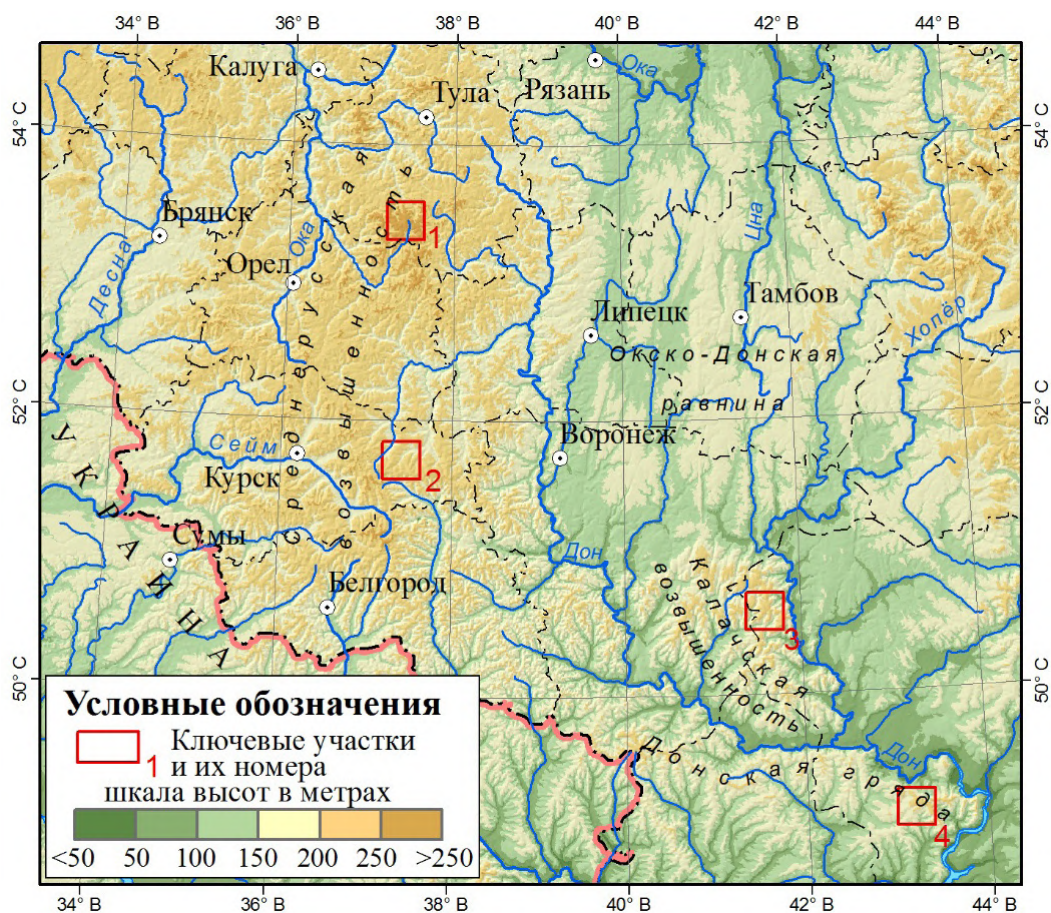 34° В 36° В 38° В 40° В 42° В 44° В
Калуга
Тула
Рязань
Ока
54° С
54° С
Брянск
Десна
Ока
Орел
1
Среднерусская
возвышенность
Цна
Тамбов
Хопёр
Липецк
Окско-Донская
равнина
52° С
52° С
Сейм
Курск
2
Воронеж
УКРАИНА
Сумы
Белгород
Дон
Калачская
возвышенность
3
50° С
50° С
Донская гряда
Дон
4
Условные обозначения
1 Ключевые участки
и их номера
шкала высот в метрах
<50 50 100 150 200 250 >250
34° В 36° В 38° В 40° В 42° В 44° В